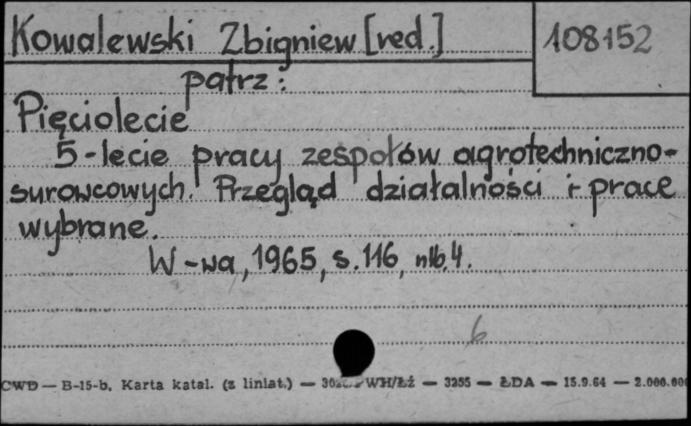 Kowalewski Zbigniew [red.]
108152
patrz:
Pięciolecie
5-lecie pracy zespołów agrotechniczno-
surowcowych. Przegląd działalności i prace
wybrane.
W-wa, 1965, s. 116, nlb. 4.
6
CWD — B-15-b. Karta katal. (z liniat.) — WH/Łź — 3255 — ŁDA — 15.9.64 — 2.000.000